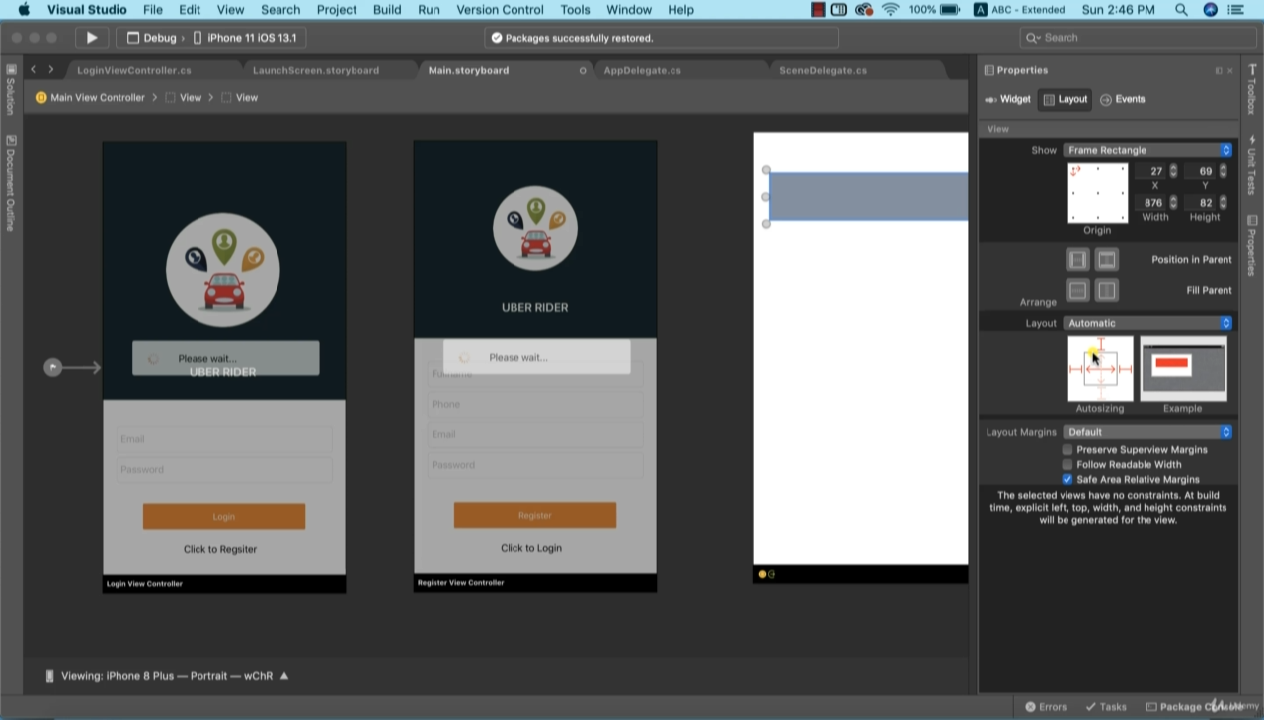 Visual Studio File Edit View Search Project Build Run Version Control Tools Window Help 100% A ABC - Extended Sun 2:46 PM
Debug › iPhone 11 iOS 13.1 Packages successfully restored. Search
LoginViewController.cs LaunchScreen.storyboard Main.storyboard AppDelegate.cs SceneDelegate.cs
Main View Controller > View > View
Solution
Document Outline
Please wait...
UBER RIDER
Email
Password
Login
Click to Regsiter
Login View Controller
UBER RIDER
Please wait...
Fullname
Phone
Email
Password
Register
Click to Login
Register View Controller
Viewing: iPhone 8 Plus — Portrait — wChR
Properties
Widget Layout Events
View
Show Frame Rectangle
27 69
X Y
876 82
Width Height
Origin
Position in Parent
Fill Parent
Arrange
Layout Automatic
Autosizing Example
Layout Margins Default
Preserve Superview Margins
Follow Readable Width
Safe Area Relative Margins
The selected views have no constraints. At build
time, explicit left, top, width, and height constraints
will be generated for the view.
Toolbox
Unit Tests
Properties
Errors Tasks Package